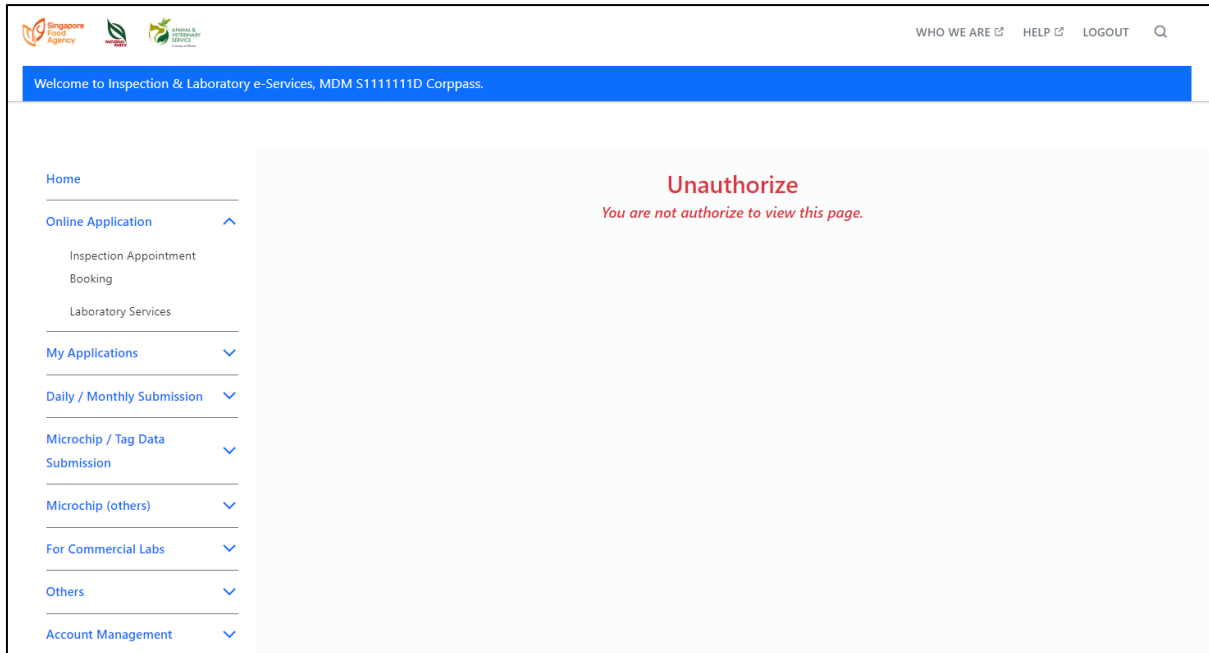 Singapore
Food
Agency
NATIONAL
PARKS
ANIMAL &
VETERINARY
SERVICE
WHO WE ARE
HELP
LOGOUT
Welcome to Inspection & Laboratory e-Services, MDM S1111111D Corppass.
Home
Online Application
Inspection Appointment
Booking
Laboratory Services
My Applications
Daily / Monthly Submission
Microchip / Tag Data
Submission
Microchip (others)
For Commercial Labs
Others
Account Management
Unauthorize
You are not authorize to view this page.